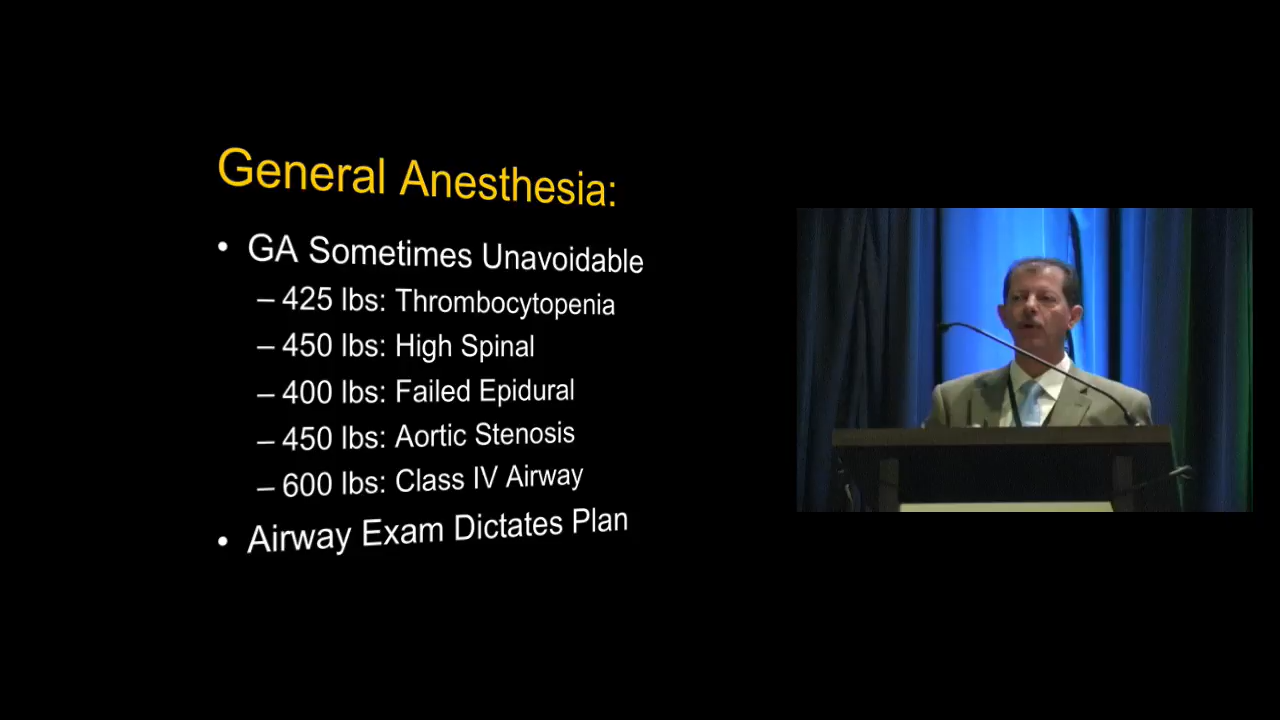 General Anesthesia:
• GA Sometimes Unavoidable
– 425 lbs: Thrombocytopenia
– 450 lbs: High Spinal
– 400 lbs: Failed Epidural
– 450 lbs: Aortic Stenosis
– 600 lbs: Class IV Airway
• Airway Exam Dictates Plan